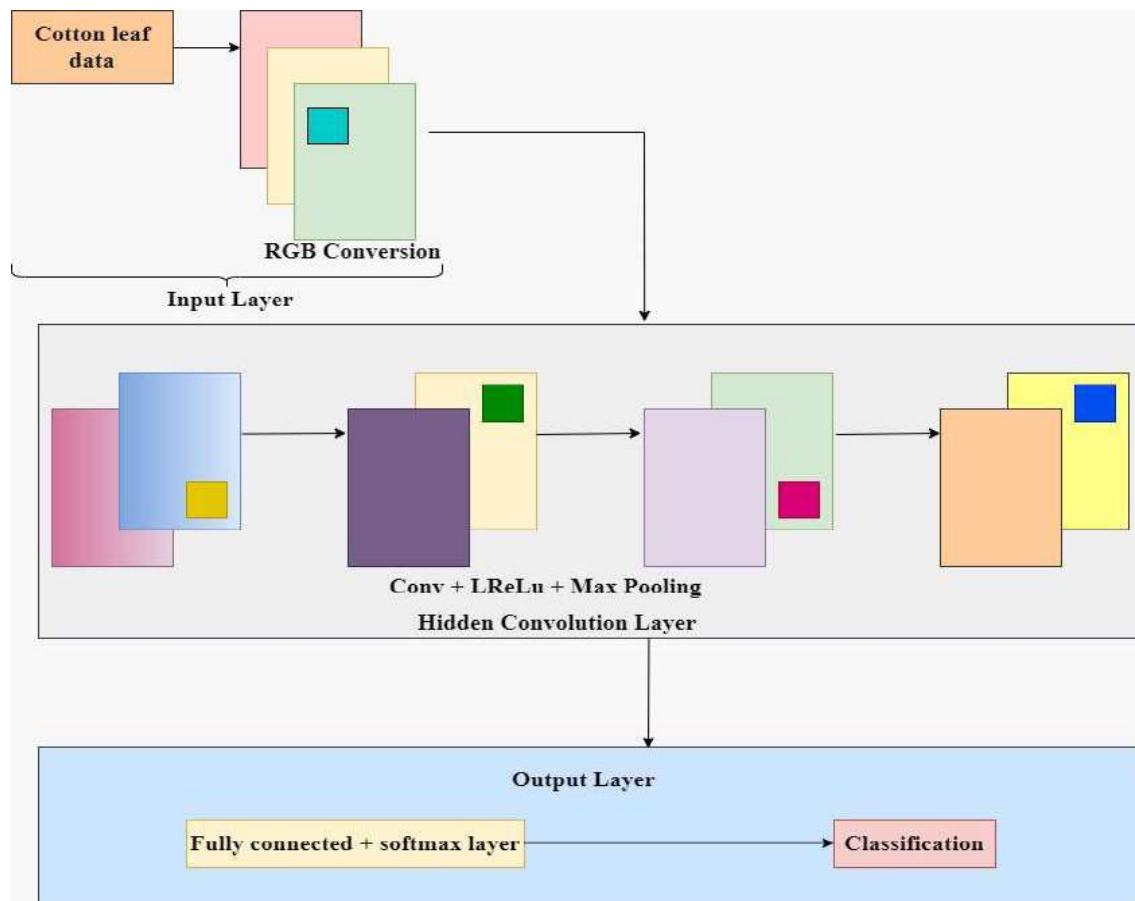 Cotton leaf
data
RGB Conversion
Input Layer
Conv + LReLu + Max Pooling
Hidden Convolution Layer
Output Layer
Fully connected + softmax layer
Classification